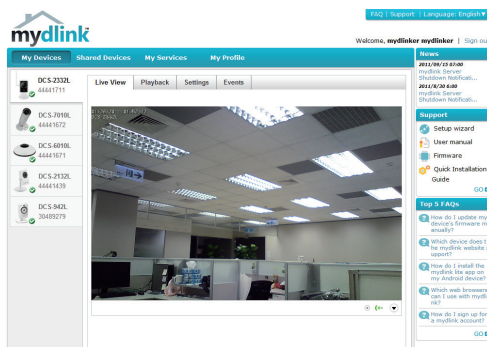 FAQ | Support | Language: English▼
mydlink
Welcome, mydlinker mydlinker | Sign ou
My Devices
Shared Devices
My Services
My Profile
DCS-2332L
44441711
DCS-7010L
44441672
DCS-6010L
44441671
DCS-2132L
44441439
DCS-942L
30489279
Live View
Playback
Settings
Events
News
2011/09/15 07:00
mydlink Server
Shutdown Notificati...
2011/8/30 6:00
mydlink Server
Shutdown Notificati...
Support
Setup wizard
User manual
Firmware
Quick Installation
Guide
GO
Top 5 FAQs
How do I update my
device's firmware m
anually?
Which device does t
he mydlink website s
upport?
How do I install the
mydlink lite app on
my Android device?
Which web browsers
can I use with mydli
nk?
How do I sign up for
a mydlink account?
GO